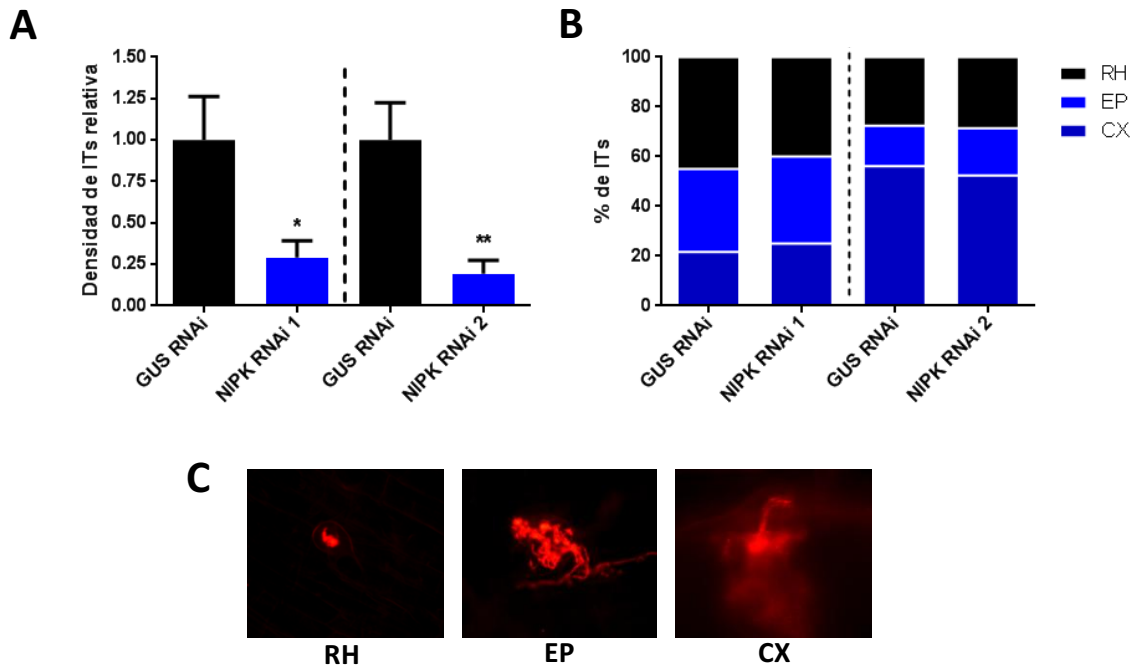 A
Densidad de ITs relativa
1.50
1.25
1.00
0.75
0.50
0.25
0.00
*
**
GUS RNAi
NIPK RNAi 1
GUS RNAi
NIPK RNAi 2
B
% de ITs
100
80
60
40
20
0
GUS RNAi
NIPK RNAi 1
GUS RNAi
NIPK RNAi 2
RH
EP
CX
C
RH
EP
CX